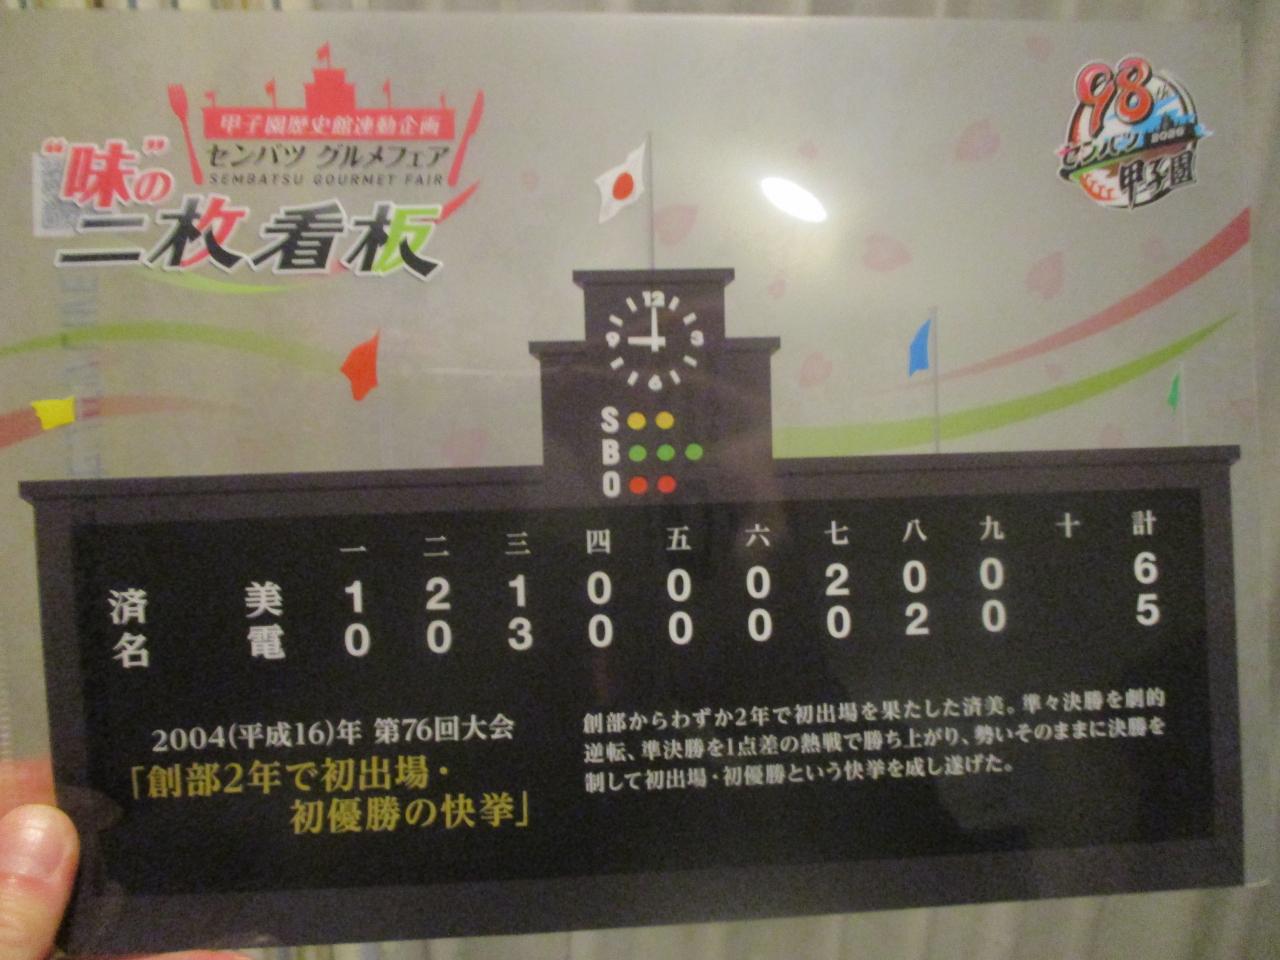 甲子園歴史館連動企画
センバツ グルメフェア
SEMBATSU GOURMET FAIR
"味"の
二枚看板
98th
センバツ 2026
甲子園
12
9 3
6
S
B
O
一 二 三 四 五 六 七 八 九 十 計
済美 1 2 1 0 0 0 2 0 0 6
名電 0 0 3 0 0 0 0 2 0 5
2004(平成16)年 第76回大会
「創部2年で初出場・
初優勝の快挙」
創部からわずか2年で初出場を果たした済美。準々決勝を劇的
逆転、準決勝を1点差の熱戦で勝ち上がり、勢いそのままに決勝を
制して初出場・初優勝という快挙を成し遂げた。